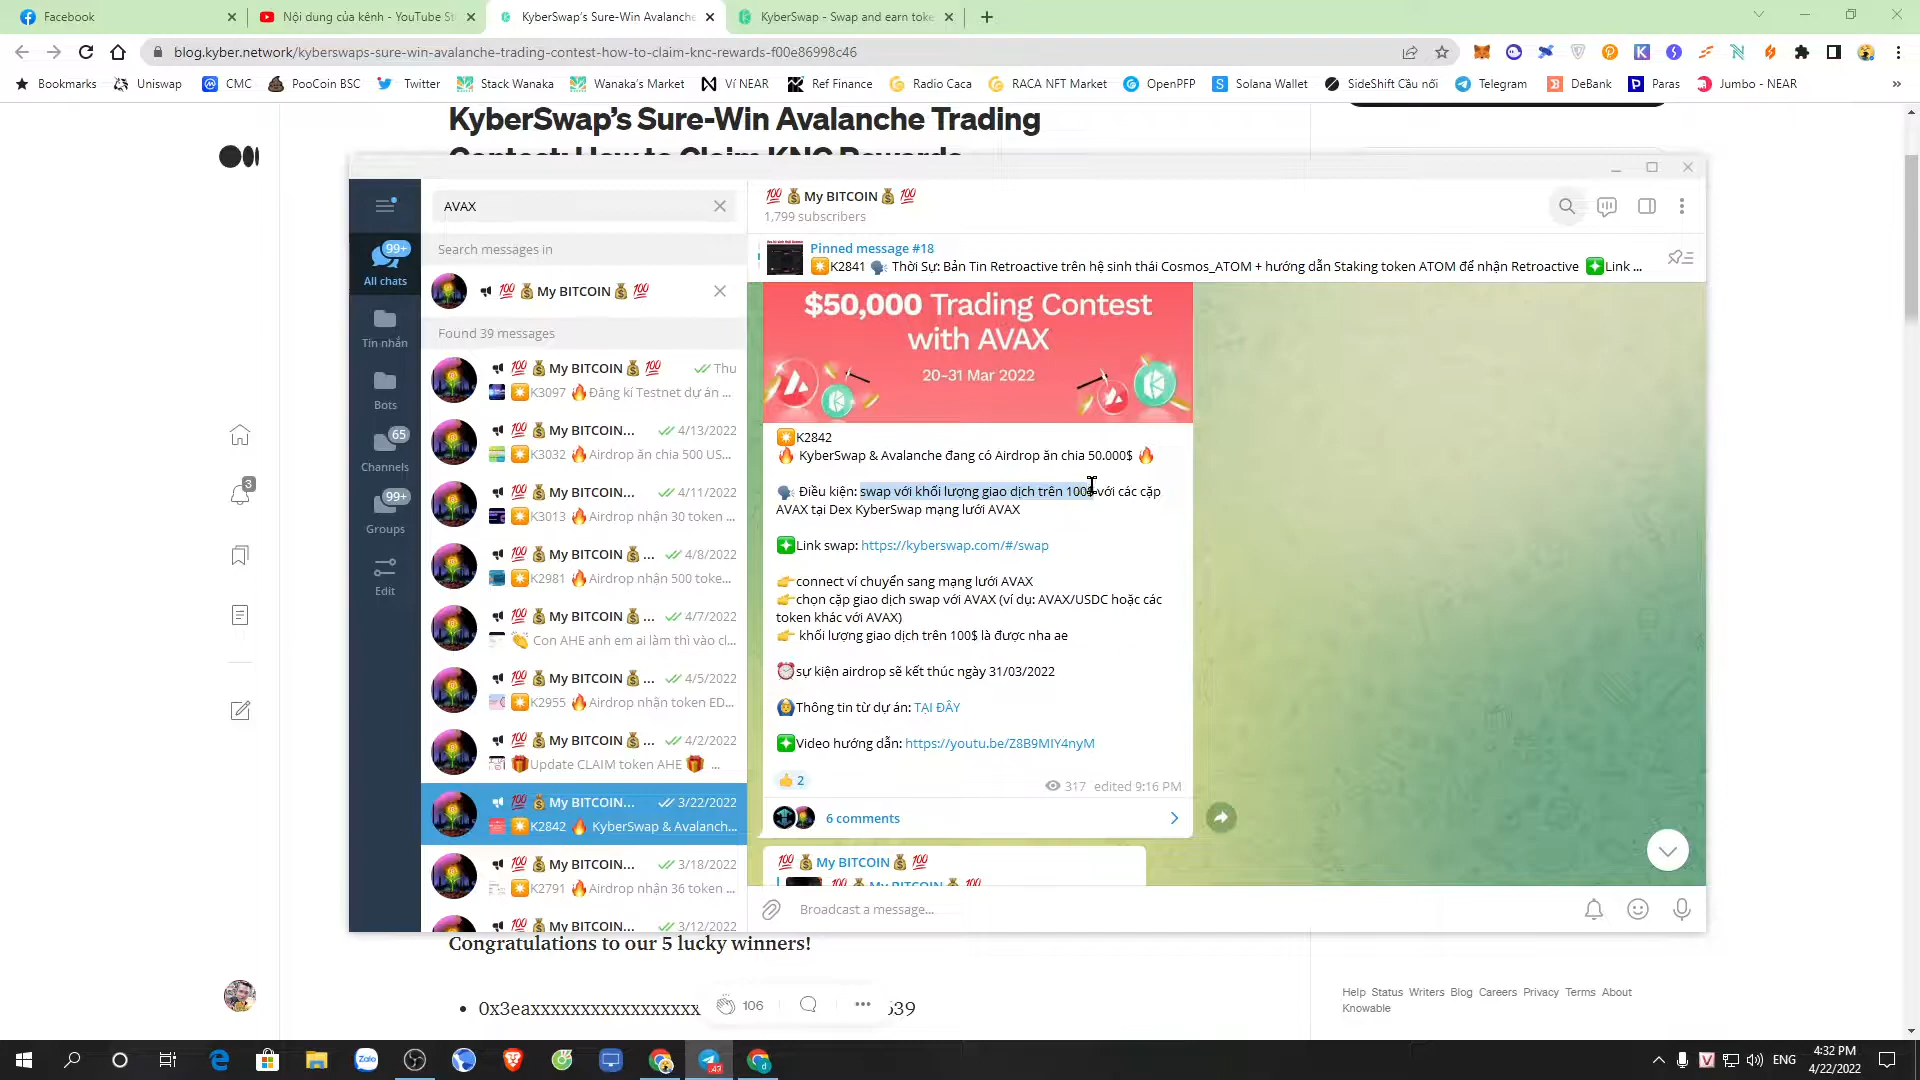 Facebook
Nội dung của kênh - YouTube St
KyberSwap's Sure-Win Avalanche
KyberSwap - Swap and earn toke
blog.kyber.network/kyberswaps-sure-win-avalanche-trading-contest-how-to-claim-knc-rewards-f00e86998c46
Bookmarks
Uniswap
CMC
PooCoin BSC
Twitter
Stack Wanaka
Wanaka's Market
Ví NEAR
Ref Finance
Radio Caca
RACA NFT Market
OpenPFP
Solana Wallet
SideShift Cầu nối
Telegram
DeBank
Paras
Jumbo - NEAR
KyberSwap's Sure-Win Avalanche Trading
Contest: How to Claim KNC Rewards
AVAX
Search messages in
💯💰My BITCOIN💰💯
Found 39 messages
💯💰My BITCOIN💰💯 Thu
K3097 🔥Đăng kí Testnet dự án ...
💯💰My BITCOIN... 4/13/2022
K3032 🔥Airdrop ăn chia 500 US...
💯💰My BITCOIN... 4/11/2022
K3013 🔥Airdrop nhận 30 token ...
💯💰My BITCOIN💰... 4/8/2022
K2981 🔥Airdrop nhận 500 toke...
💯💰My BITCOIN💰... 4/7/2022
👏 Con AHE anh em ai làm thì vào cl...
💯💰My BITCOIN💰... 4/5/2022
K2955 🔥Airdrop nhận token ED...
💯💰My BITCOIN💰... 4/2/2022
🎁Update CLAIM token AHE 🎁 ...
💯💰My BITCOIN... 3/22/2022
K2842 🔥 KyberSwap & Avalanch...
💯💰My BITCOIN... 3/18/2022
K2791 🔥Airdrop nhận 36 token ...
💯💰My BITCOIN💰... 3/12/2022
99+
All chats
Tin nhắn
Bots
65
Channels
99+
Groups
Edit
💯💰My BITCOIN💰💯
1,799 subscribers
Pinned message #18
K2841 🗣 Thời Sự: Bản Tin Retroactive trên hệ sinh thái Cosmos_ATOM + hướng dẫn Staking token ATOM để nhận Retroactive Link ...
$50,000 Trading Contest
with AVAX
20-31 Mar 2022
K2842
🔥 KyberSwap & Avalanche đang có Airdrop ăn chia 50.000$ 🔥
🗣 Điều kiện: swap với khối lượng giao dịch trên 100$ với các cặp
AVAX tại Dex KyberSwap mạng lưới AVAX
Link swap: https://kyberswap.com/#/swap
👉connect ví chuyển sang mạng lưới AVAX
👉chọn cặp giao dịch swap với AVAX (ví dụ: AVAX/USDC hoặc các
token khác với AVAX)
👉 khối lượng giao dịch trên 100$ là được nha ae
⏰sự kiện airdrop sẽ kết thúc ngày 31/03/2022
Thông tin từ dự án: TẠI ĐÂY
Video hướng dẫn: https://youtu.be/Z8B9MIY4nyM
👍 2
317 edited 9:16 PM
6 comments
💯💰My BITCOIN💰💯
💯💰My BITCOIN💰💯
Broadcast a message...
3
Congratulations to our 5 lucky winners!
0x3eaxxxxxxxxxxxxxxxxx
539
106
Help Status Writers Blog Careers Privacy Terms About
Knowable
Zalo
ENG
4:32 PM
4/22/2022